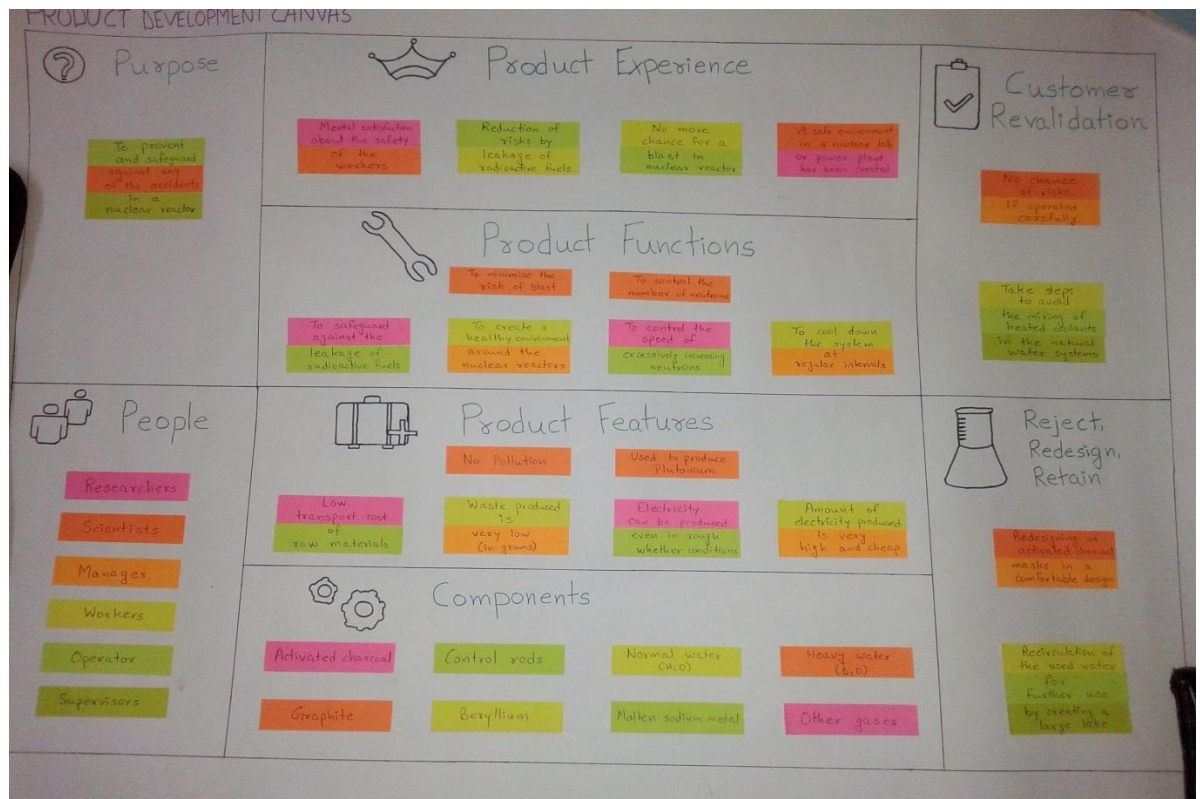 PRODUCT DEVELOPMENT CANVAS
Purpose
To prevent
and safeguard
against any
of the accidents
in a
nuclear reactor
Product Experience
Mental satisfaction
about the safety
of the
workers
Reduction of
risks by
leakage of
radioactive fuels
No more
chance for a
blast in
nuclear reactor
A safe environment
in a nuclear lab
or power plant
has been created
Customer
Revalidation
No chance
of risks
if operated
carefully
Take steps
to avoid
the mixing of
heated coolants
in the natural
water systems
Product Functions
To minimise the
risk of blast
To control the
number of neutrons
To safeguard
against the
leakage of
radioactive fuels
To create a
healthy environment
around the
nuclear reactors
To control the
speed of
excessively increasing
neutrons
To cool down
the system
at
regular intervals
People
Researchers
Scientists
Manager
Workers
Operator
Supervisors
Product Features
No Pollution
Used to produce
Plutonium
Low
transport cost
of
raw materials
Waste produced
is
very low
(in grams)
Electricity
can be produced
even in rough
whether conditions
Amount of
electricity produced
is very
high and cheap
Components
Activated charcoal
Control rods
Normal water
(H₂O)
Heavy water
(D₂O)
Graphite
Beryllium
Molten sodium metal
Other gases
Reject,
Redesign,
Retain
Redesigning of
activated charcoal
masks in a
comfortable design
Recirculation of
the used water
for
further use
by creating a
large lake